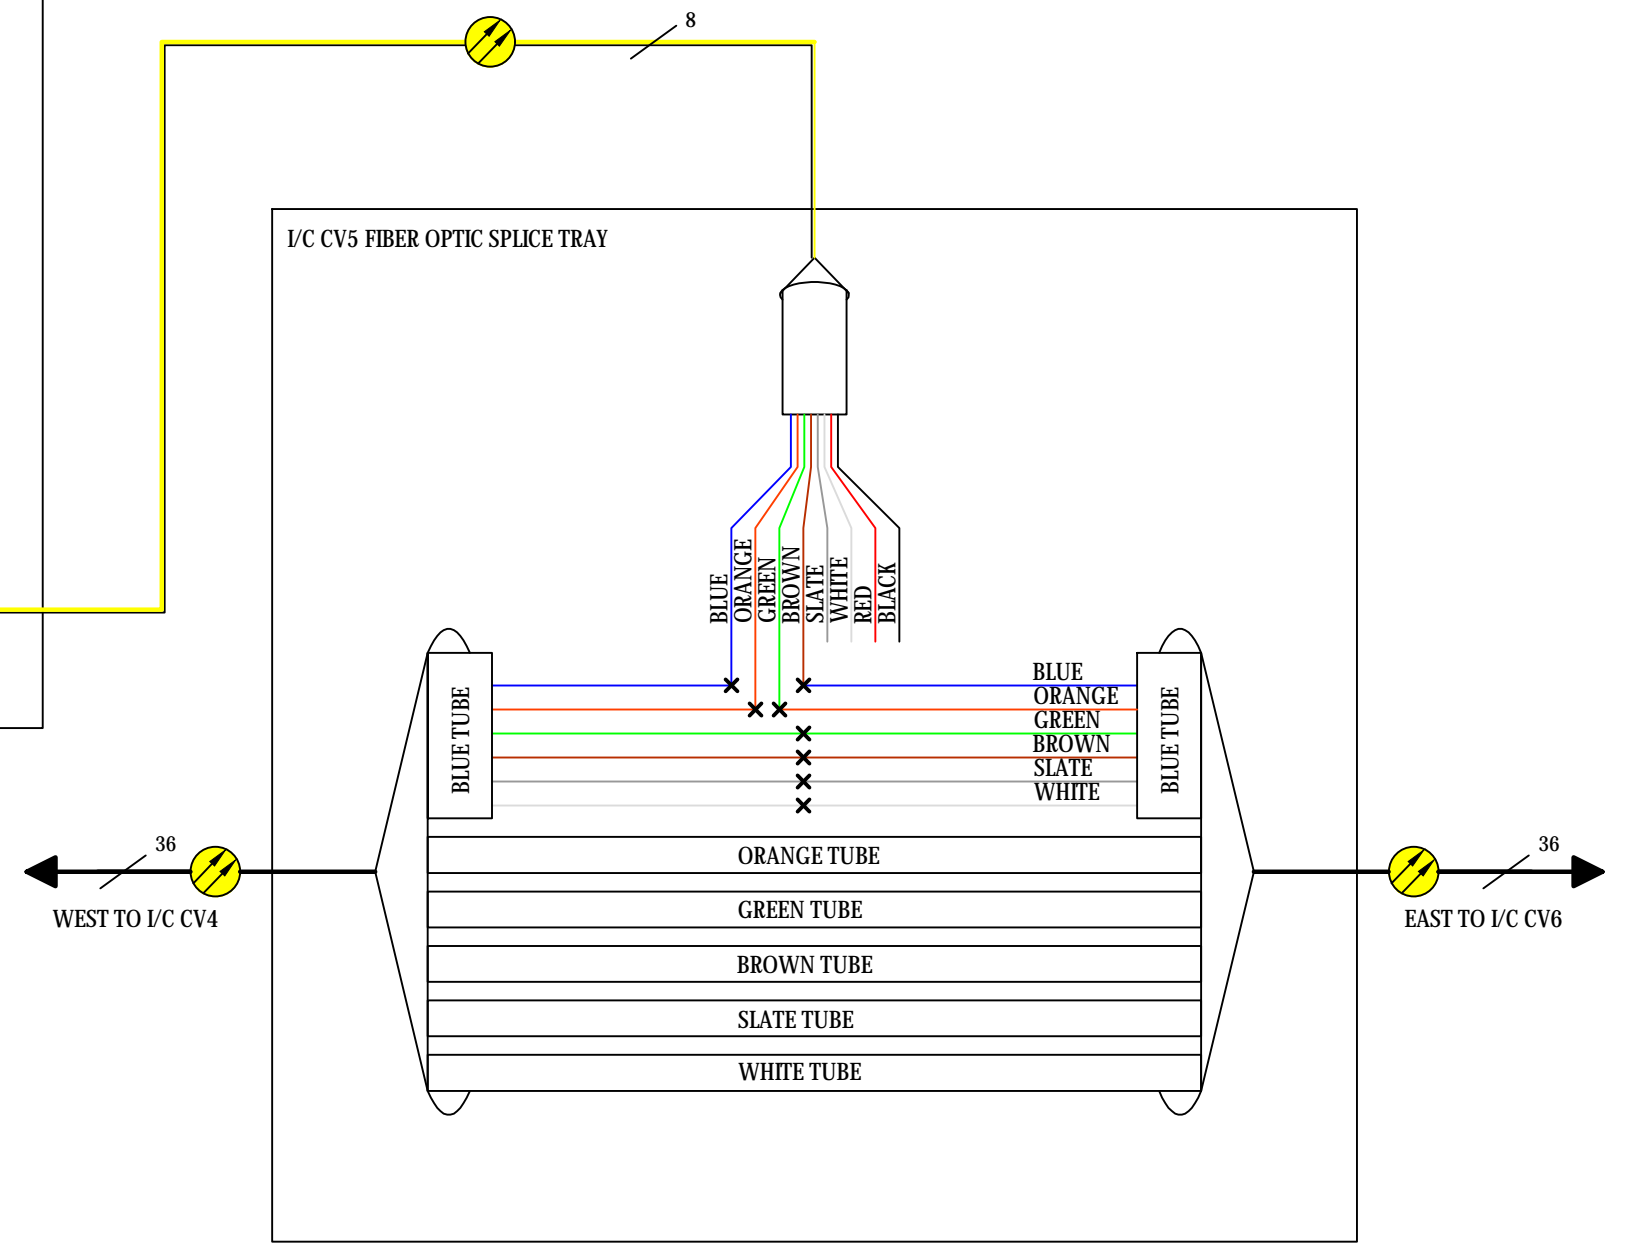 8
I/C CV5 FIBER OPTIC SPLICE TRAY
BLUE
ORANGE
GREEN
BROWN
SLATE
WHITE
RED
BLACK
BLUE TUBE
BLUE
ORANGE
GREEN
BROWN
SLATE
WHITE
BLUE TUBE
36
WEST TO I/C CV4
ORANGE TUBE
GREEN TUBE
BROWN TUBE
SLATE TUBE
WHITE TUBE
36
EAST TO I/C CV6